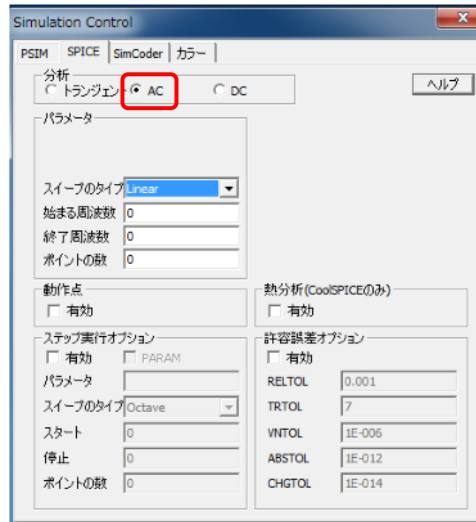 Simulation Control
PSIM SPICE SimCoder カラー
分析
トランジェント AC DC
ヘルプ
パラメータ
スイープのタイプ Linear
始まる周波数 0
終了周波数 0
ポイントの数 0
動作点
有効
熱分析(CoolSPICEのみ)
有効
ステップ実行オプション
有効 PARAM
パラメータ
スイープのタイプ Octave
スタート 0
停止 0
ポイントの数 0
許容誤差オプション
有効
RELTOL 0.001
TRTOL 7
VNTOL 1E-006
ABSTOL 1E-012
CHGTOL 1E-014